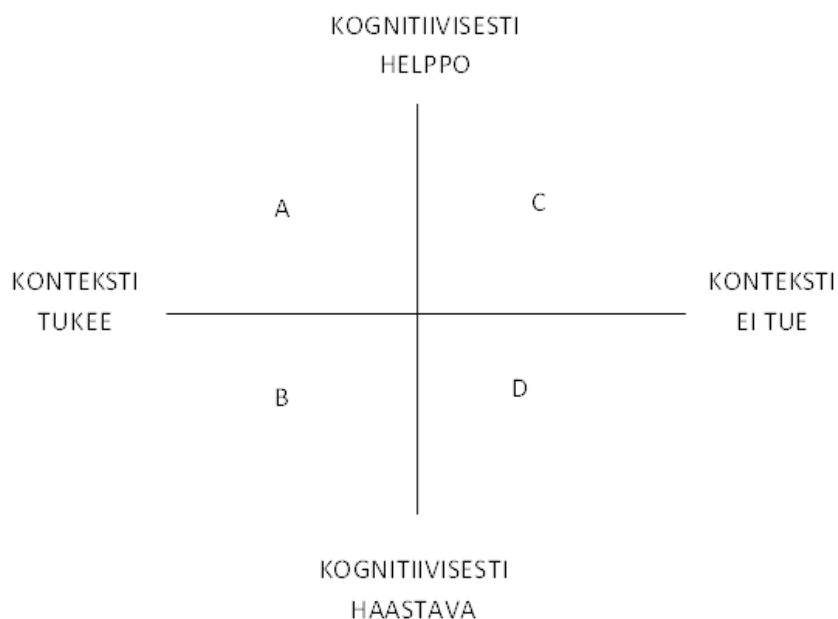 KOGNITIIVISESTI
HELPPO
A
C
KONTEKSTI
TUKEE
KONTEKSTI
EI TUE
B
D
KOGNITIIVISESTI
HAASTAVA